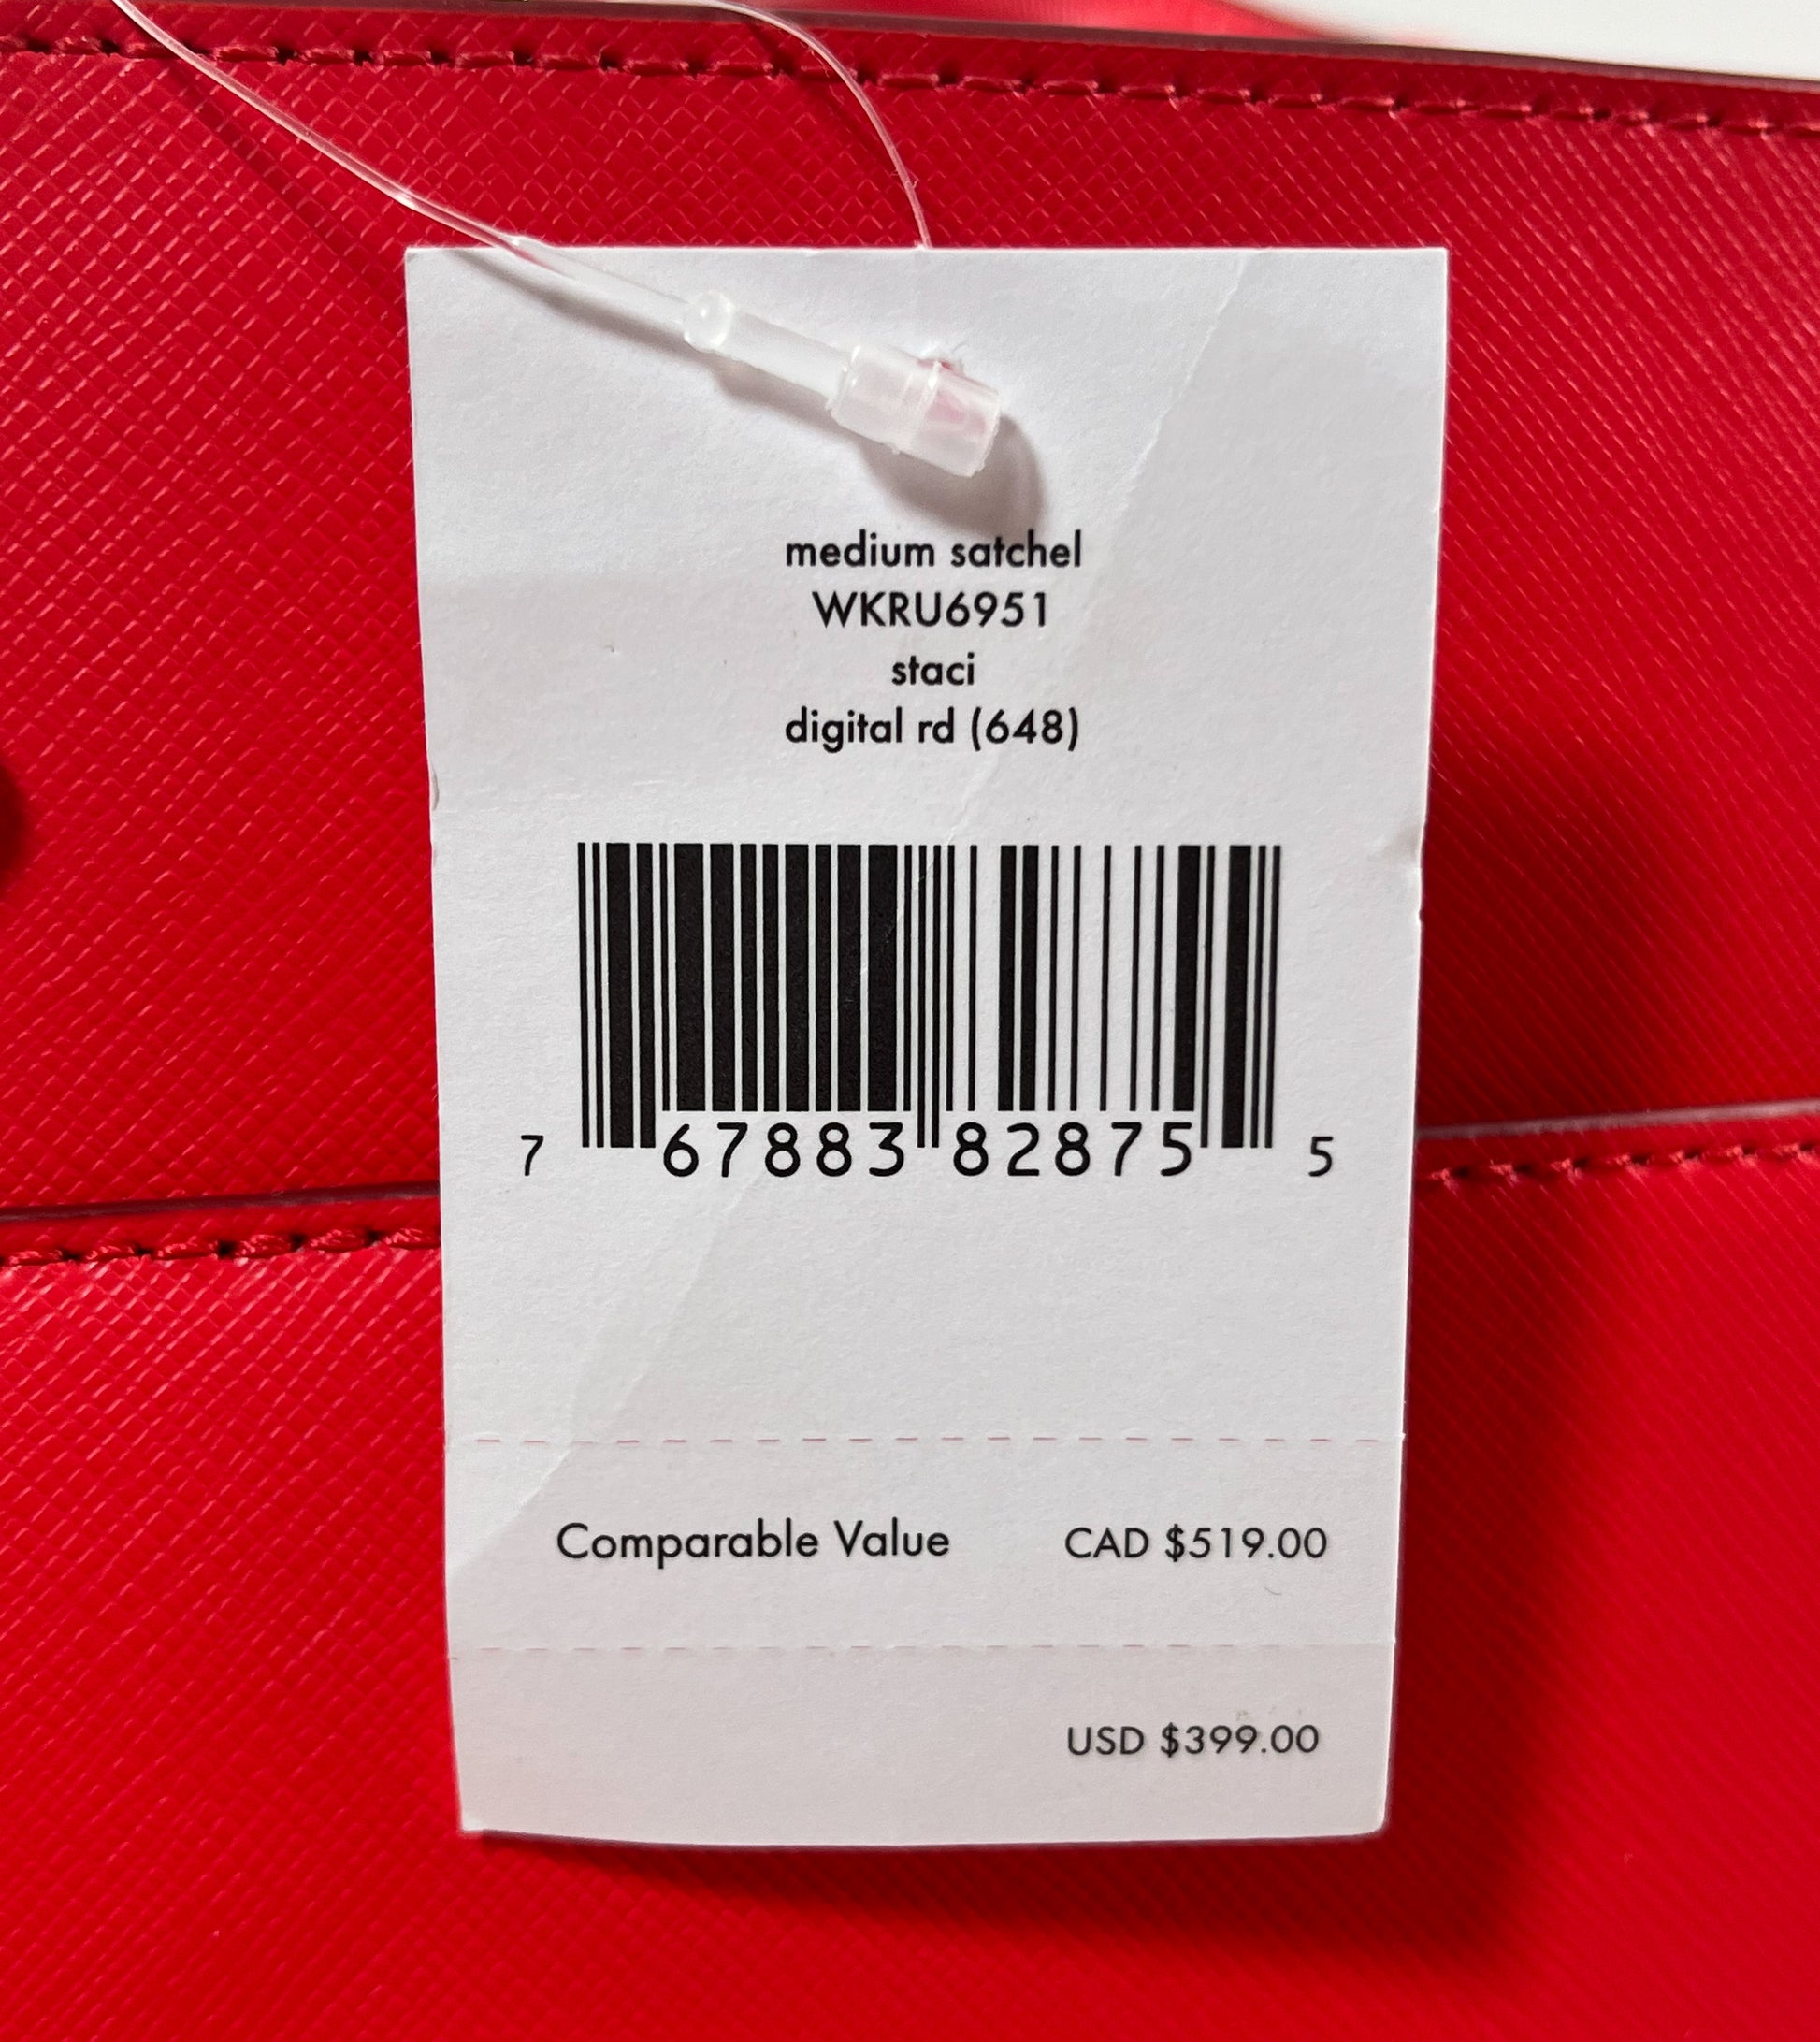 medium satchel
WKRU6951
staci
digital rd (648)
7 67883 82875 5
Comparable Value CAD $519.00
USD $399.00